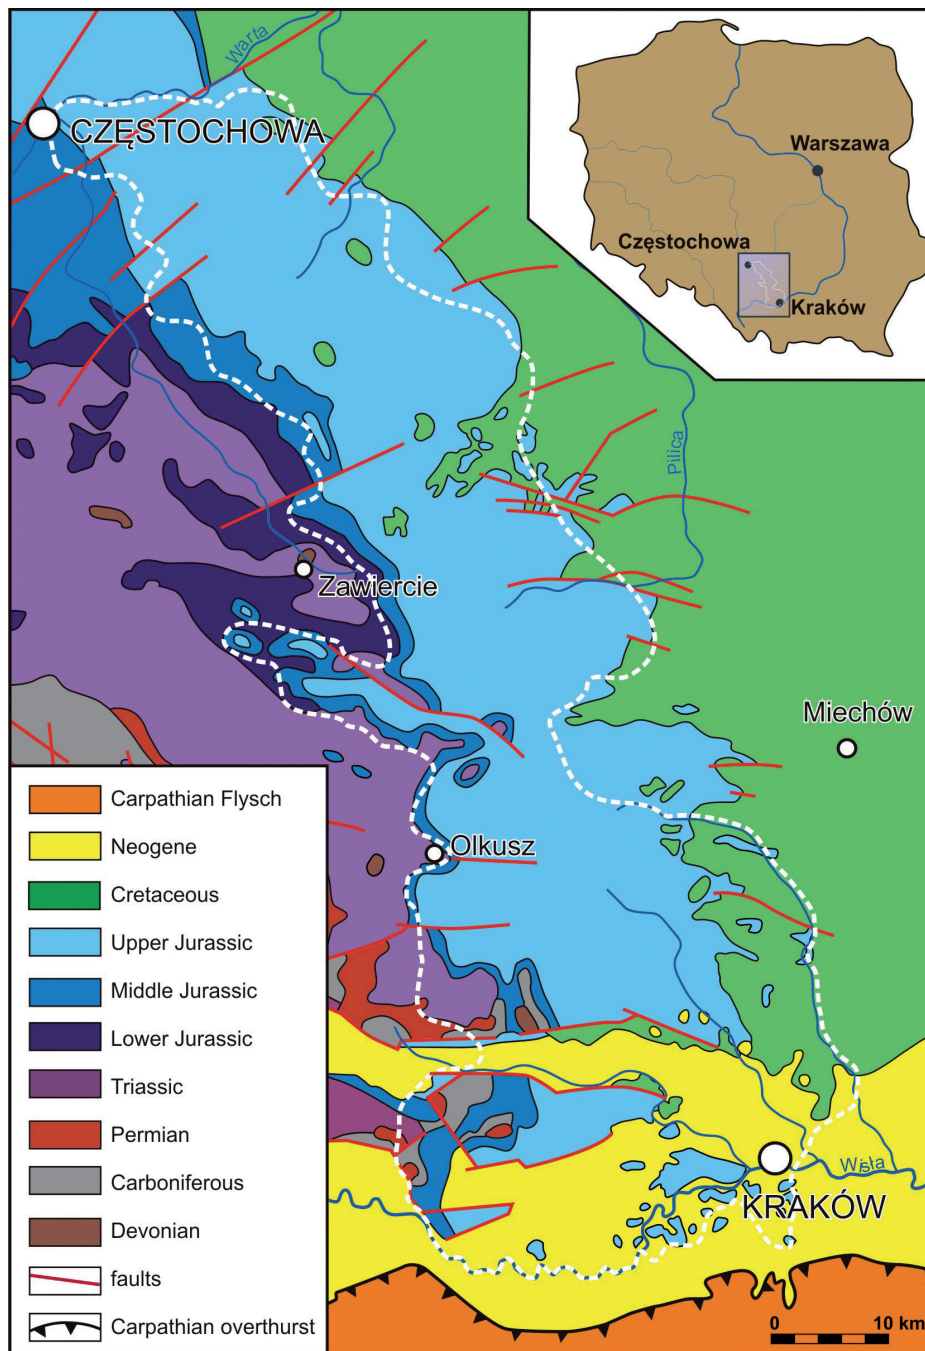 Warta
CZĘSTOCHOWA
Warszawa
Częstochowa
Kraków
Pilica
Zawiercie
Miechów
Olkusz
Wisła
KRAKÓW
Carpathian Flysch
Neogene
Cretaceous
Upper Jurassic
Middle Jurassic
Lower Jurassic
Triassic
Permian
Carboniferous
Devonian
faults
Carpathian overthurst
0 10 km